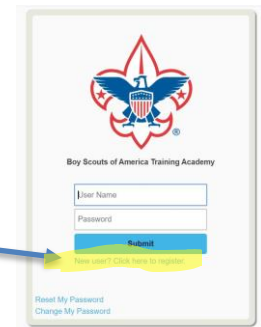 ®
Boy Scouts of America Training Academy
User Name
Password
Submit
New user? Click here to register.
Reset My Password
Change My Password